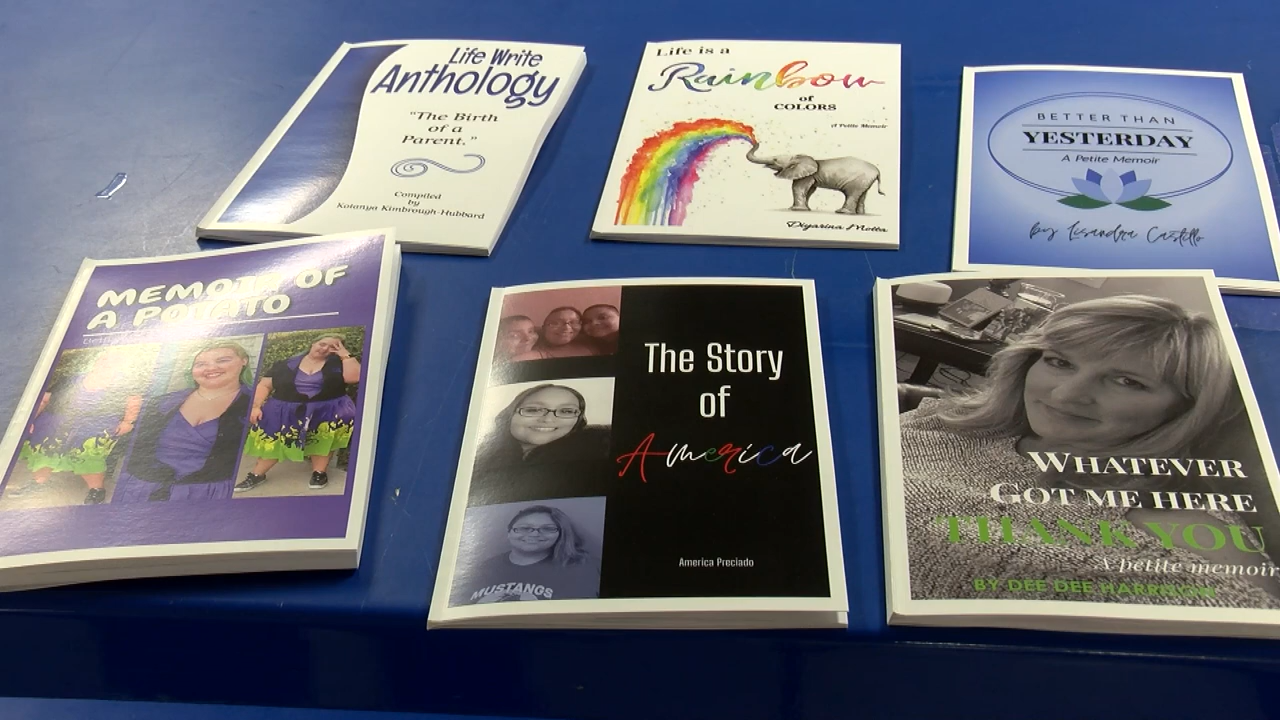 Life Write
Anthology
"The Birth
of a
Parent."
Compiled
by
Kotanya Kimbrough-Hubbard
Life is a
Rainbow
of
COLORS
A Petite Memoir
Diyarina Motta
BETTER THAN
YESTERDAY
A Petite Memoir
by Lisandra Castillo
MEMOIR OF
A POTATO
The Story
of
America
America Preciado
MUSTANGS
WHATEVER
GOT ME HERE
THANK YOU
A petite memoir
BY DEE DEE HARRISON